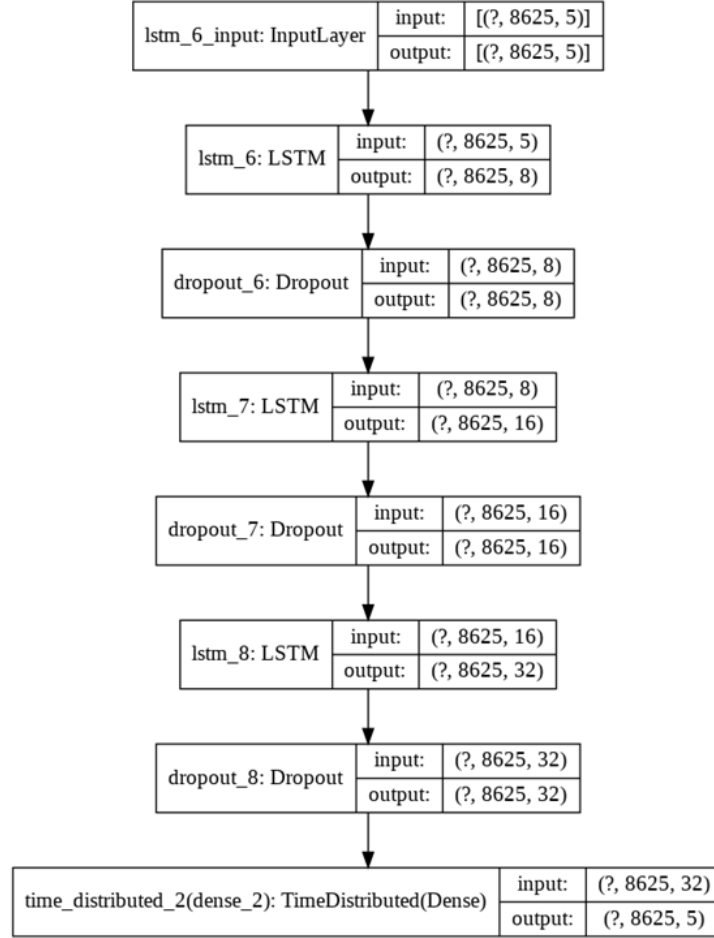 lstm_6_input: InputLayer
input: [(?, 8625, 5)]
output: [(?, 8625, 5)]
lstm_6: LSTM
input: (?, 8625, 5)
output: (?, 8625, 8)
dropout_6: Dropout
input: (?, 8625, 8)
output: (?, 8625, 8)
lstm_7: LSTM
input: (?, 8625, 8)
output: (?, 8625, 16)
dropout_7: Dropout
input: (?, 8625, 16)
output: (?, 8625, 16)
lstm_8: LSTM
input: (?, 8625, 16)
output: (?, 8625, 32)
dropout_8: Dropout
input: (?, 8625, 32)
output: (?, 8625, 32)
time_distributed_2(dense_2): TimeDistributed(Dense)
input: (?, 8625, 32)
output: (?, 8625, 5)